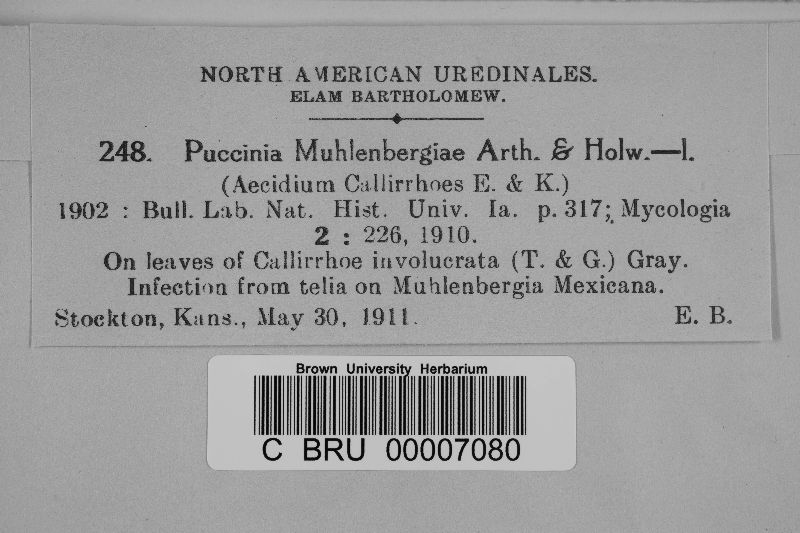 NORTH AMERICAN UREDINALES.
ELAM BARTHOLOMEW.
248. Puccinia Muhlenbergiae Arth. & Holw.—I.
(Aecidium Callirrhoes E. & K.)
1902 : Bull. Lab. Nat. Hist. Univ. Ia. p. 317; Mycologia
2 : 226, 1910.
On leaves of Callirrhoe involucrata (T. & G.) Gray.
Infection from telia on Muhlenbergia Mexicana.
Stockton, Kans., May 30, 1911. E. B.
Brown University Herbarium
C BRU 00007080